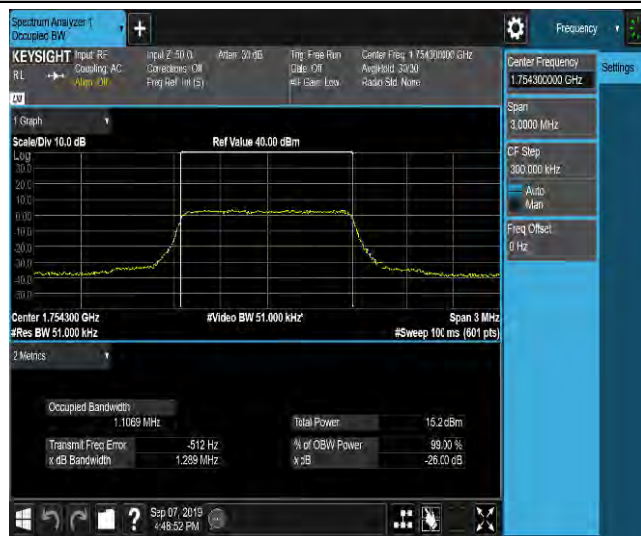 Spectrum Analyzer 1
Occupied BW
+
Frequency
KEYSIGHT Input: RF
RL
Coupling: AC
Align: Off
Input Z: 50 Ω
Corrections: Off
Freq Ref: Int (S)
Atten: 30 dB
Trig: Free Run
Gate: Off
#IF Gain: Low
Center Freq: 1.754300000 GHz
Avg|Hold: 30/30
Radio Std: None
LNI
Center Frequency
1.754300000 GHz
Settings
Span
3.0000 MHz
CF Step
300.000 kHz
Auto
Man
Freq Offset
0 Hz
1 Graph
Scale/Div 10.0 dB
Ref Value 40.00 dBm
Log
30.0
20.0
10.0
0.00
-10.0
-20.0
-30.0
-40.0
-50.0
Center 1.754300 GHz
#Video BW 51.000 kHz*
Span 3 MHz
#Res BW 51.000 kHz
#Sweep 100 ms (601 pts)
2 Metrics
Occupied Bandwidth
1.1069 MHz
Total Power
15.2 dBm
Transmit Freq Error
-512 Hz
% of OBW Power
99.00 %
x dB Bandwidth
1.289 MHz
x dB
-26.00 dB
?
Sep 07, 2019
4:48:52 PM